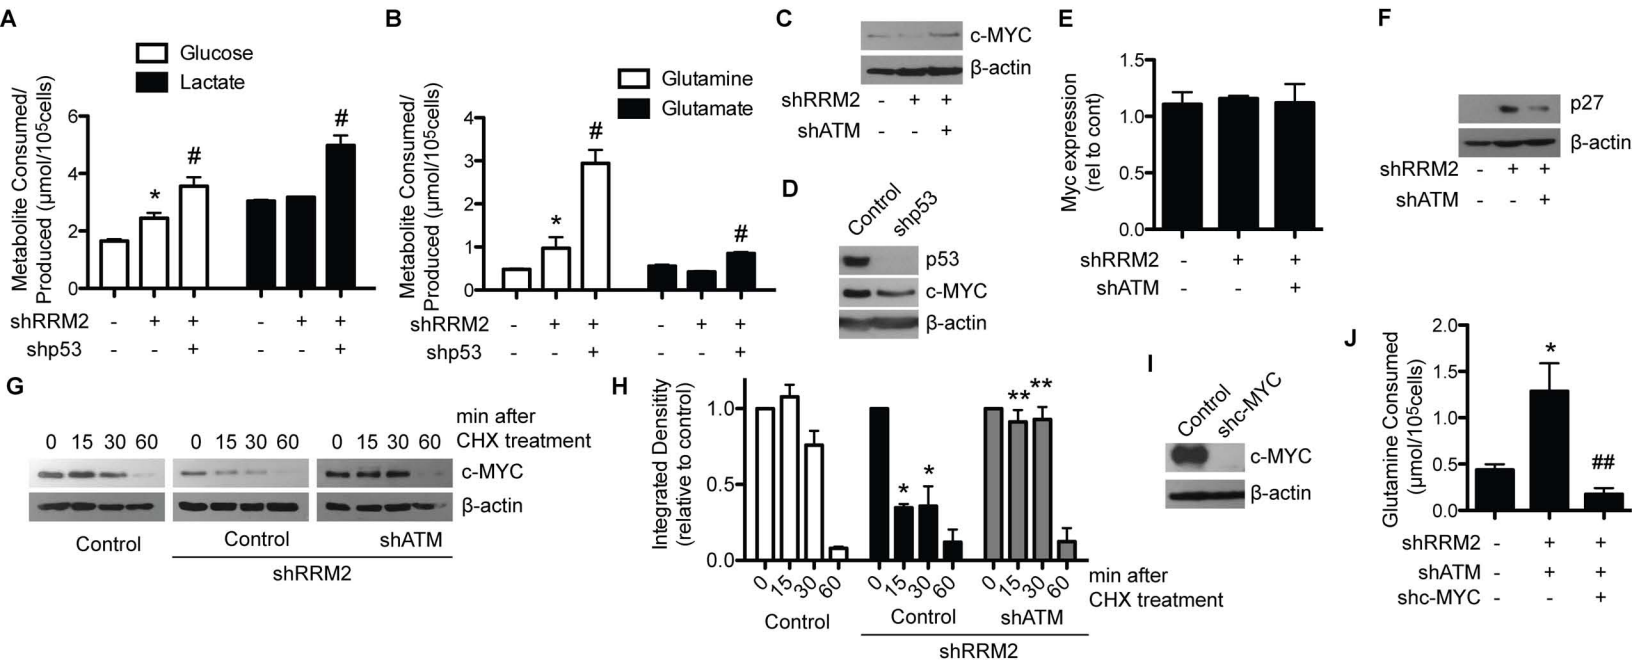 A
Glucose
Lactate
Metabolite Consumed/
Produced (μmol/10⁵cells)
6
4
2
0
#
*
#
shRRM2 - + + - + +
shp53 - - + - - +
B
Glutamine
Glutamate
Metabolite Consumed/
Produced (μmol/10⁵cells)
4
3
2
1
0
#
*
#
shRRM2 - + + - + +
shp53 - - + - - +
C
c-MYC
β-actin
shRRM2 - + +
shATM - - +
D
Control
shp53
p53
c-MYC
β-actin
E
Myc expression
(rel to cont)
1.5
1.0
0.5
0.0
shRRM2 - + +
shATM - - +
F
p27
β-actin
shRRM2 - + +
shATM - - +
G
min after
0 15 30 60 0 15 30 60 0 15 30 60 CHX treatment
c-MYC
β-actin
Control Control shATM
shRRM2
H
Integrated Densitiy
(relative to control)
1.0
0.5
0.0
* * ** **
0 15 30 60 0 15 30 60 0 15 30 60 min after
CHX treatment
Control Control shATM
shRRM2
I
Control
shc-MYC
c-MYC
β-actin
J
Glutamine Consumed
(μmol/10⁵cells)
2.0
1.5
1.0
0.5
0.0
*
##
shRRM2 - + +
shATM - + +
shc-MYC - - +